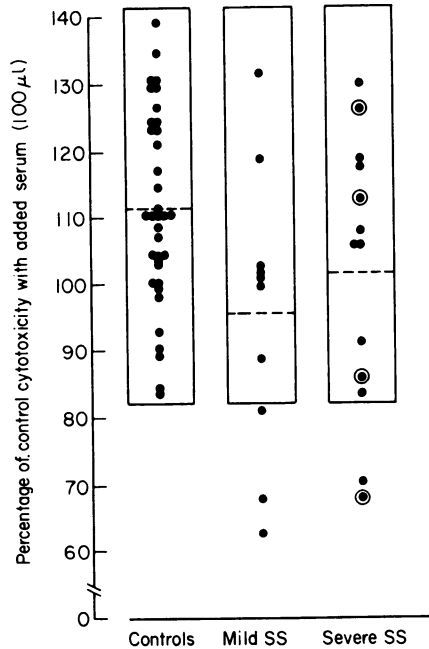 Percentage of control cytotoxicity with added serum (100 μl)
140
130
120
110
100
90
80
70
60
0
Controls
Mild SS
Severe SS